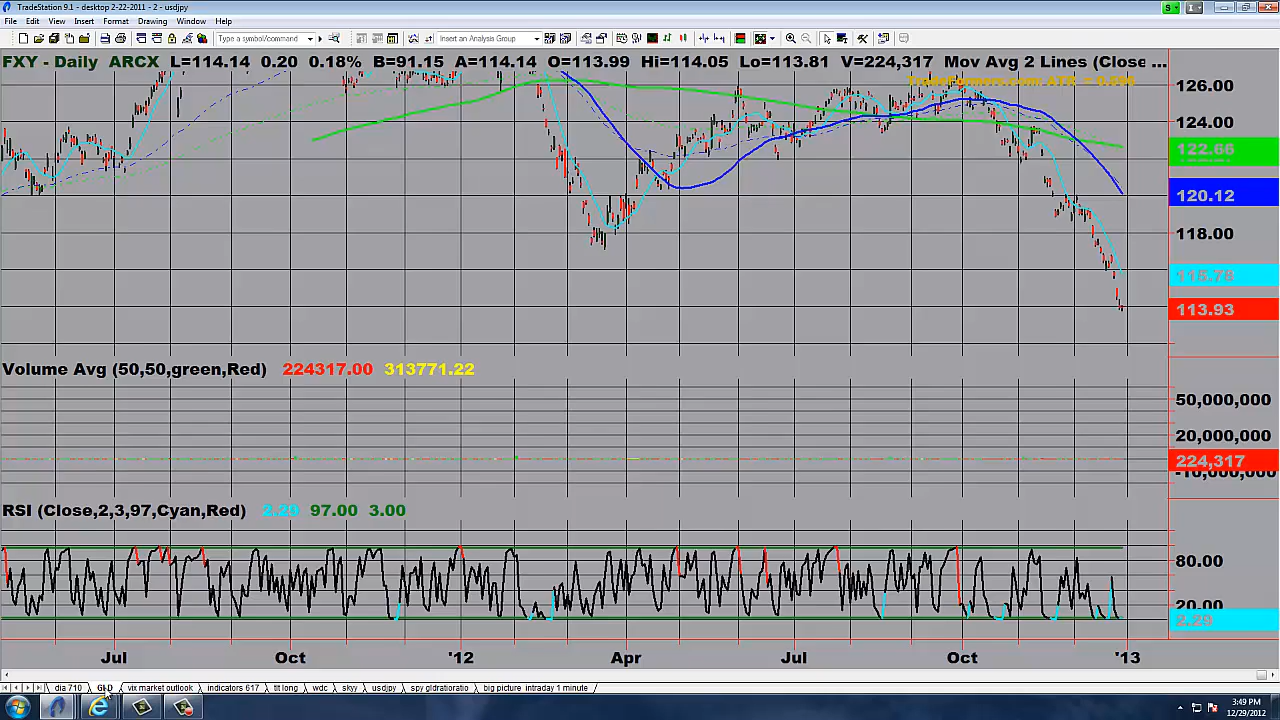 TradeStation 9.1 - desktop 2-22-2011 - 2 - usdjpy
File Edit View Insert Format Drawing Window Help
Type a symbol/command
Insert an Analysis Group
FXY - Daily ARCX L=114.14 0.20 0.18% B=91.15 A=114.14 O=113.99 Hi=114.05 Lo=113.81 V=224,317 Mov Avg 2 Lines (Close ...
126.00
124.00
122.66
120.12
118.00
115.78
113.93
Volume Avg (50,50,green,Red) 224317.00 313771.22
50,000,000
20,000,000
224,317
-10,000,000
RSI (Close,2,3,97,Cyan,Red) 2.29 97.00 3.00
80.00
20.00
2.29
Jul Oct '12 Apr Jul Oct '13
dia 710 GLD vix market outlook indicators 617 tlt long wdc skyy usdjpy spy gldratioratio big picture intraday 1 minute
3:49 PM
12/29/2012